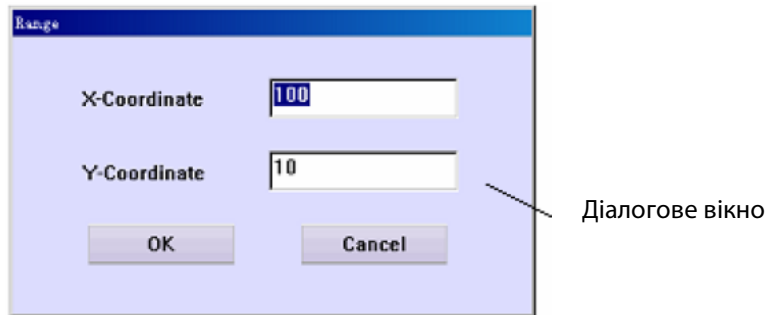 Range
X-Coordinate 100
Y-Coordinate 10
Діалогове вікно
OK Cancel